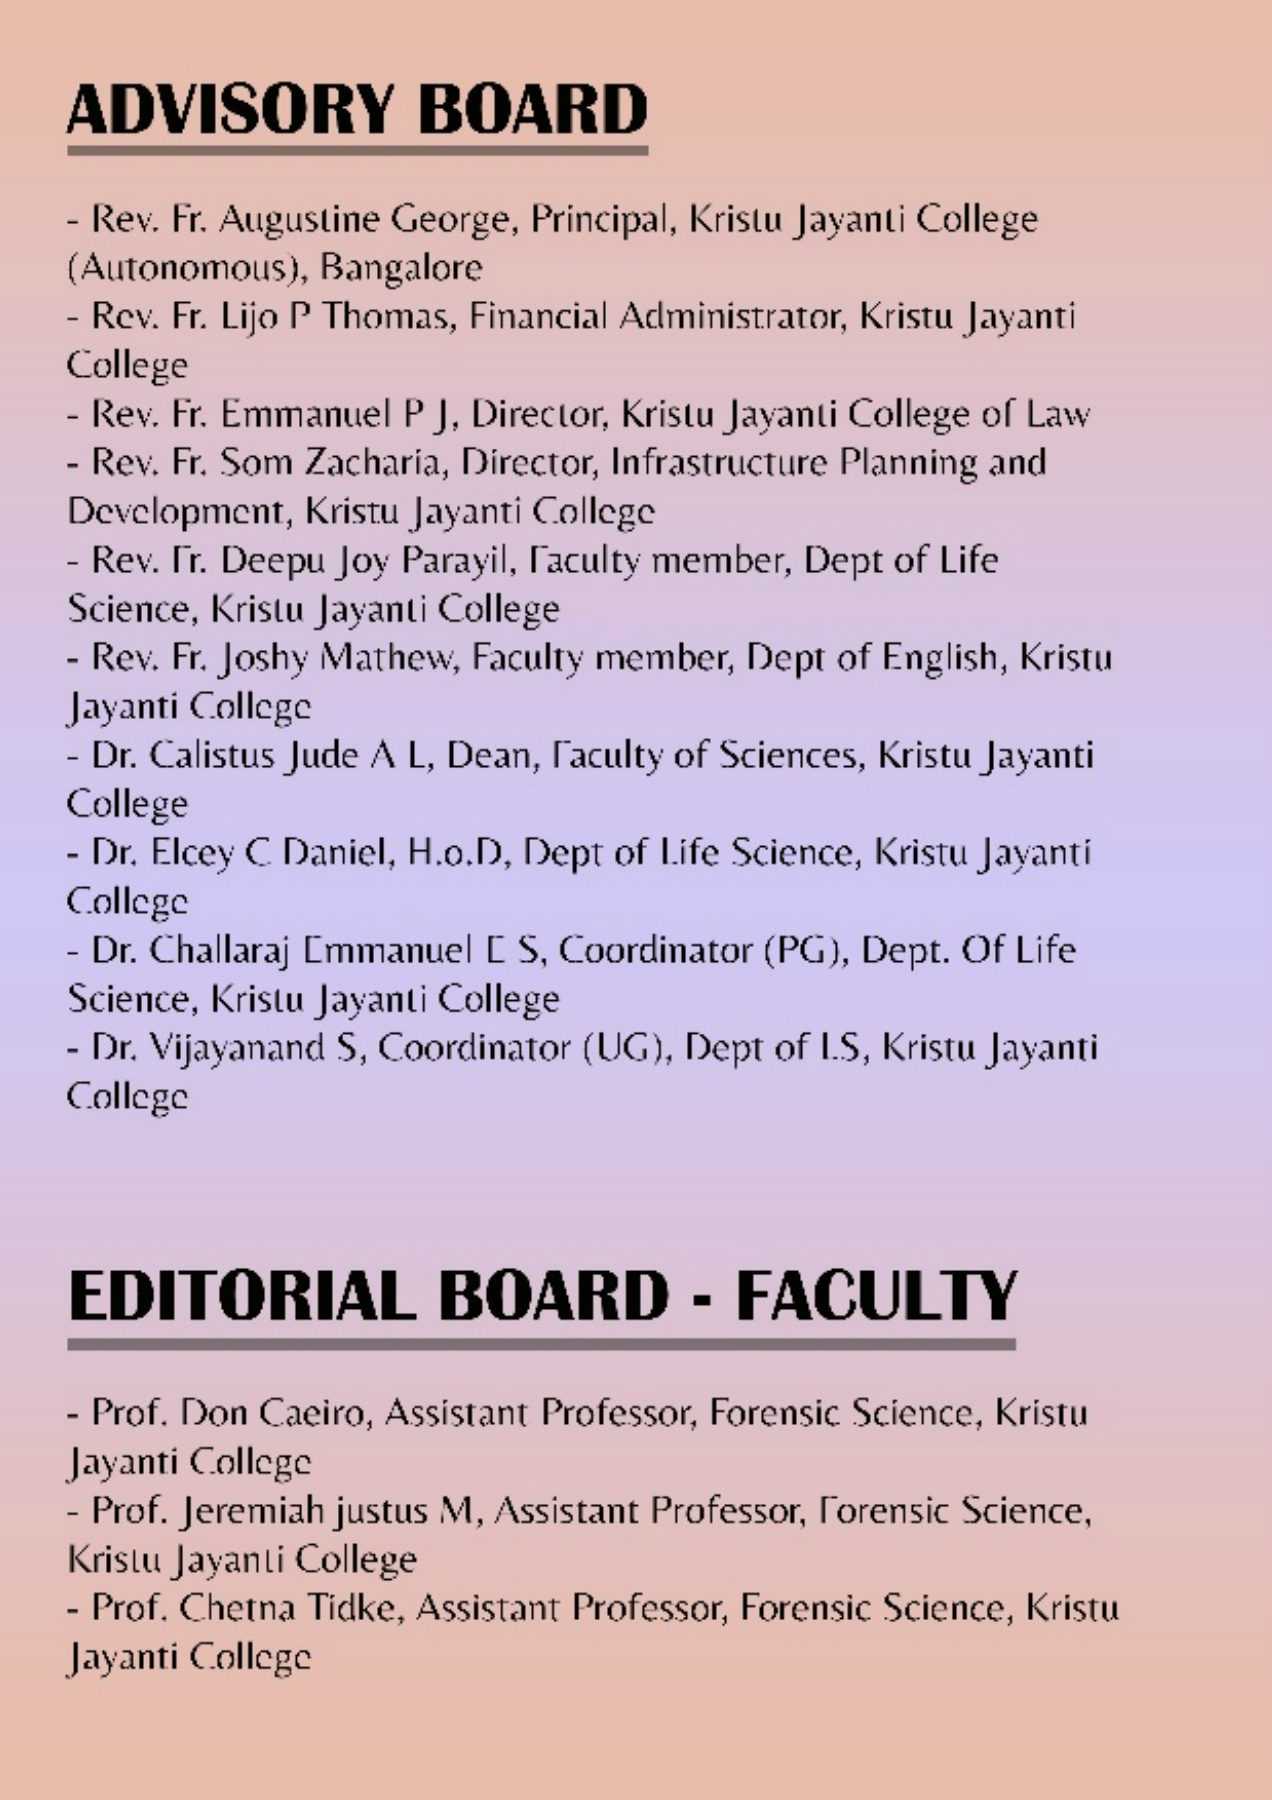 ADVISORY BOARD
- Rev. Fr. Augustine George, Principal, Kristu Jayanti College
(Autonomous), Bangalore
- Rev. Fr. Lijo P Thomas, Financial Administrator, Kristu Jayanti
College
- Rev. Fr. Emmanuel P J, Director, Kristu Jayanti College of Law
- Rev. Fr. Som Zacharia, Director, Infrastructure Planning and
Development, Kristu Jayanti College
- Rev. Fr. Deepu Joy Parayil, Faculty member, Dept of Life
Science, Kristu Jayanti College
- Rev. Fr. Joshy Mathew, Faculty member, Dept of English, Kristu
Jayanti College
- Dr. Calistus Jude A L, Dean, Faculty of Sciences, Kristu Jayanti
College
- Dr. Elcey C Daniel, H.o.D, Dept of Life Science, Kristu Jayanti
College
- Dr. Challaraj Emmanuel E S, Coordinator (PG), Dept. Of Life
Science, Kristu Jayanti College
- Dr. Vijayanand S, Coordinator (UG), Dept of LS, Kristu Jayanti
College
EDITORIAL BOARD - FACULTY
- Prof. Don Caeiro, Assistant Professor, Forensic Science, Kristu
Jayanti College
- Prof. Jeremiah justus M, Assistant Professor, Forensic Science,
Kristu Jayanti College
- Prof. Chetna Tidke, Assistant Professor, Forensic Science, Kristu
Jayanti College